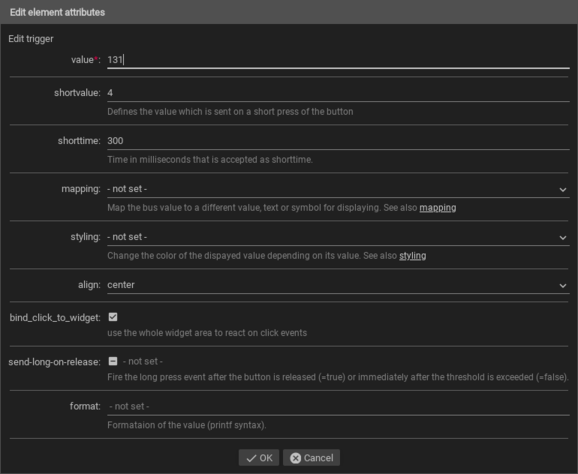 Edit element attributes
Edit trigger
value*: 131
shortvalue: 4
Defines the value which is sent on a short press of the button
shorttime: 300
Time in milliseconds that is accepted as shorttime.
mapping: - not set -
Map the bus value to a different value, text or symbol for displaying. See also mapping
styling: - not set -
Change the color of the dispayed value depending on its value. See also styling
align: center
bind_click_to_widget:
use the whole widget area to react on click events
send-long-on-release: - not set -
Fire the long press event after the button is released (=true) or immediately after the threshold is exceeded (=false).
format: - not set -
Formataion of the value (printf syntax).
OK Cancel